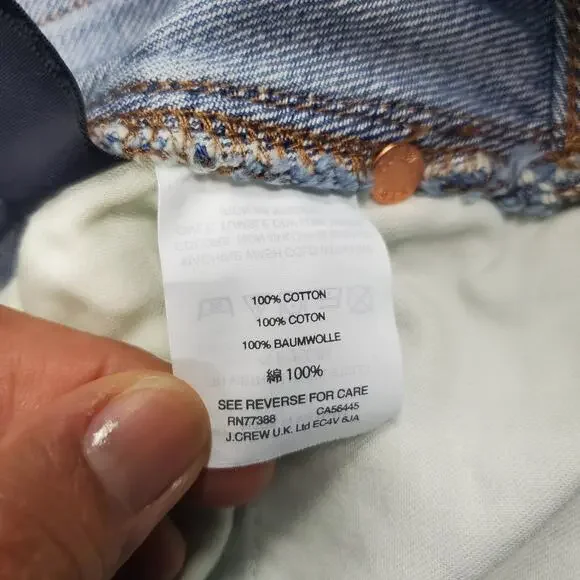 100% COTTON
100% COTON
100% BAUMWOLLE
綿 100%
SEE REVERSE FOR CARE
RN77388 CA56445
J.CREW U.K. Ltd EC4V 6JA